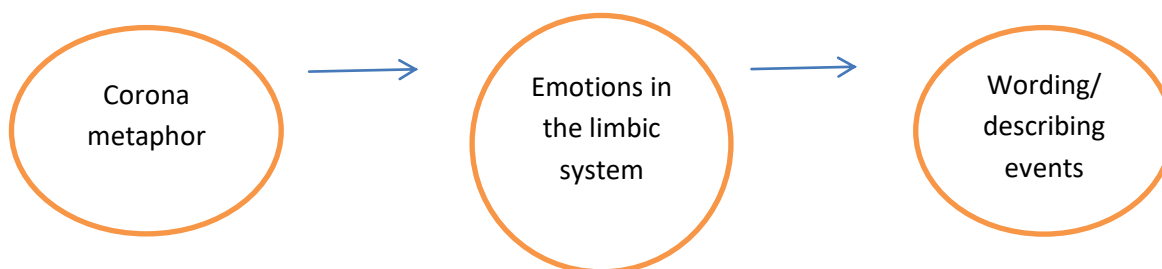 Corona
metaphor
Emotions in
the limbic
system
Wording/
describing
events